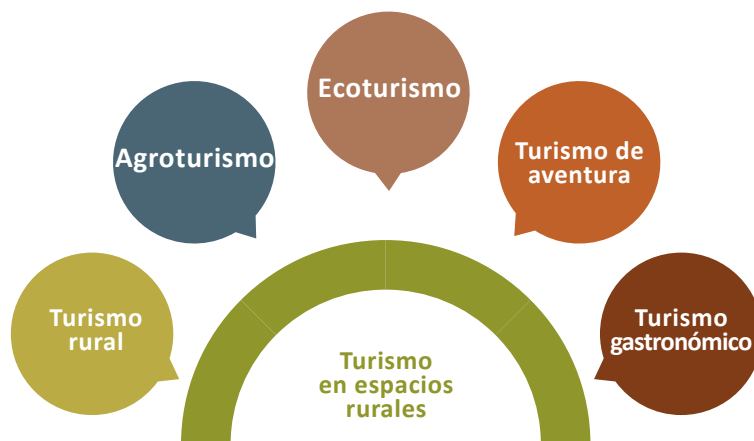 Ecoturismo
Agroturismo
Turismo de
aventura
Turismo
rural
Turismo
gastronómico
Turismo
en espacios
rurales